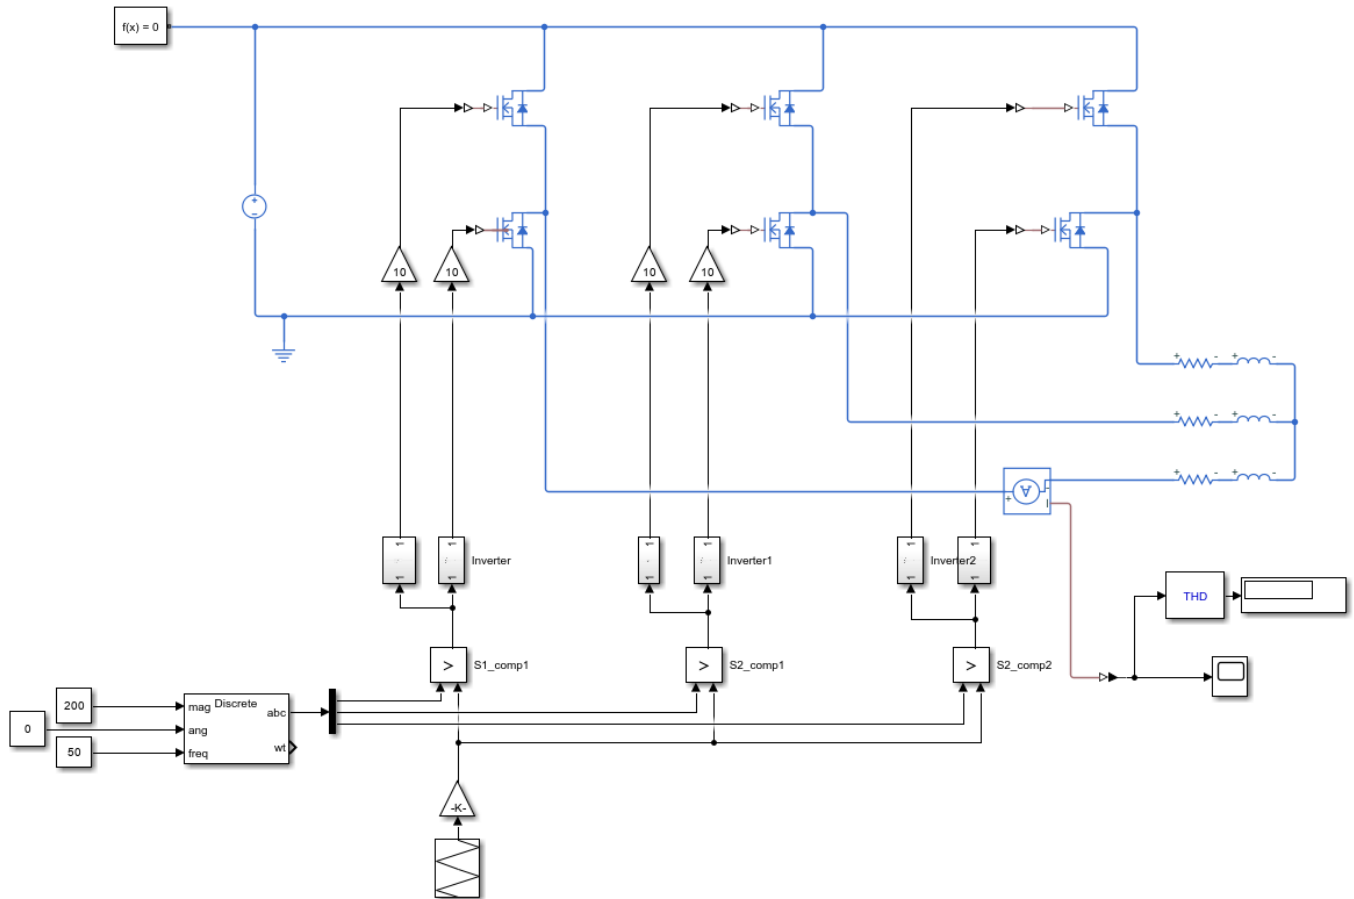 f(x) = 0
+
−
10
10
10
10
+
-
+
-
+
-
+
-
+
-
+
-
A
+
-
I
Inverter
Inverter1
Inverter2
THD
>
S1_comp1
>
S2_comp1
>
S2_comp2
200
0
50
mag
Discrete
abc
ang
freq
wt
-K-